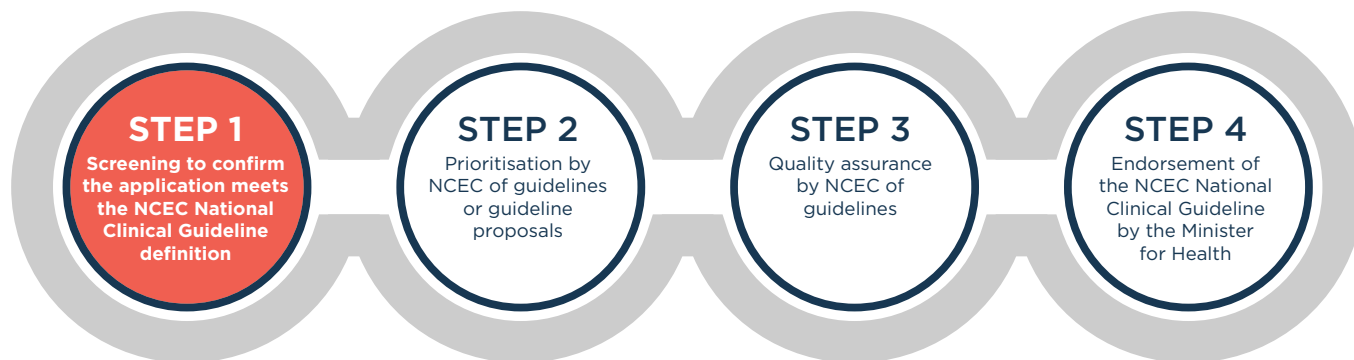 STEP 1
Screening to confirm
the application meets
the NCEC National
Clinical Guideline
definition
STEP 2
Prioritisation by
NCEC of guidelines
or guideline
proposals
STEP 3
Quality assurance
by NCEC of
guidelines
STEP 4
Endorsement of
the NCEC National
Clinical Guideline
by the Minister
for Health